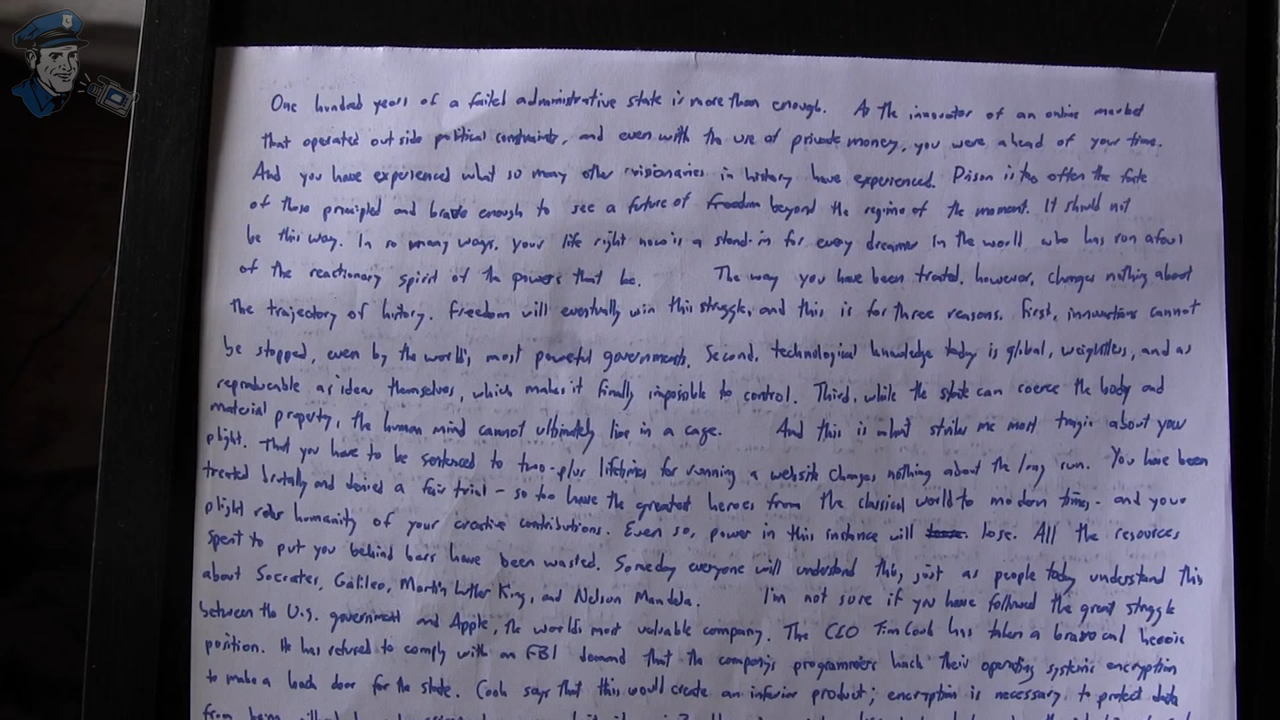 One hundred years of a failed administrative state is more than enough. As the innovator of an online market
that operated outside political constraints, and even with the use of private money, you were ahead of your time.
And you have experienced what so many other visionaries in history have experienced. Prison is too often the fate
of those principled and brave enough to see a future of freedom beyond the regime of the moment. It should not
be this way. In so many ways, your life right now is a stand-in for every dreamer in the world who has run afoul
of the reactionary spirit of the powers that be. The way you have been treated, however, changes nothing about
the trajectory of history. Freedom will eventually win this struggle, and this is for three reasons. First, innovations cannot
be stopped, even by the world's most powerful governments. Second, technological knowledge today is global, weightless, and as
reproducable as ideas themselves, which makes it finally impossible to control. Third, while the state can coerce the body and
material property, the human mind cannot ultimately live in a cage. And this is what strikes me most tragic about your
plight. That you have to be sentenced to two-plus lifetimes for running a website changes nothing about the long run. You have been
treated brutally and denied a fair trial – so too have the greatest heroes from the classical world to modern times – and your
plight robs humanity of your creative contributions. Even so, power in this instance will lose. All the resources
spent to put you behind bars have been wasted. Someday everyone will understand this, just as people today understand this
about Socrates, Galileo, Martin Luther King, and Nelson Mandela. I'm not sure if you have followed the great struggle
between the U.S. government and Apple, the world's most valuable company. The CEO Tim Cook has taken a brave and heroic
position. He has refused to comply with an FBI demand that the company's programmers hack their operating systems encryption
to make a back door for the state. Cook says that this would create an inferior product; encryption is necessary to protect data
from being